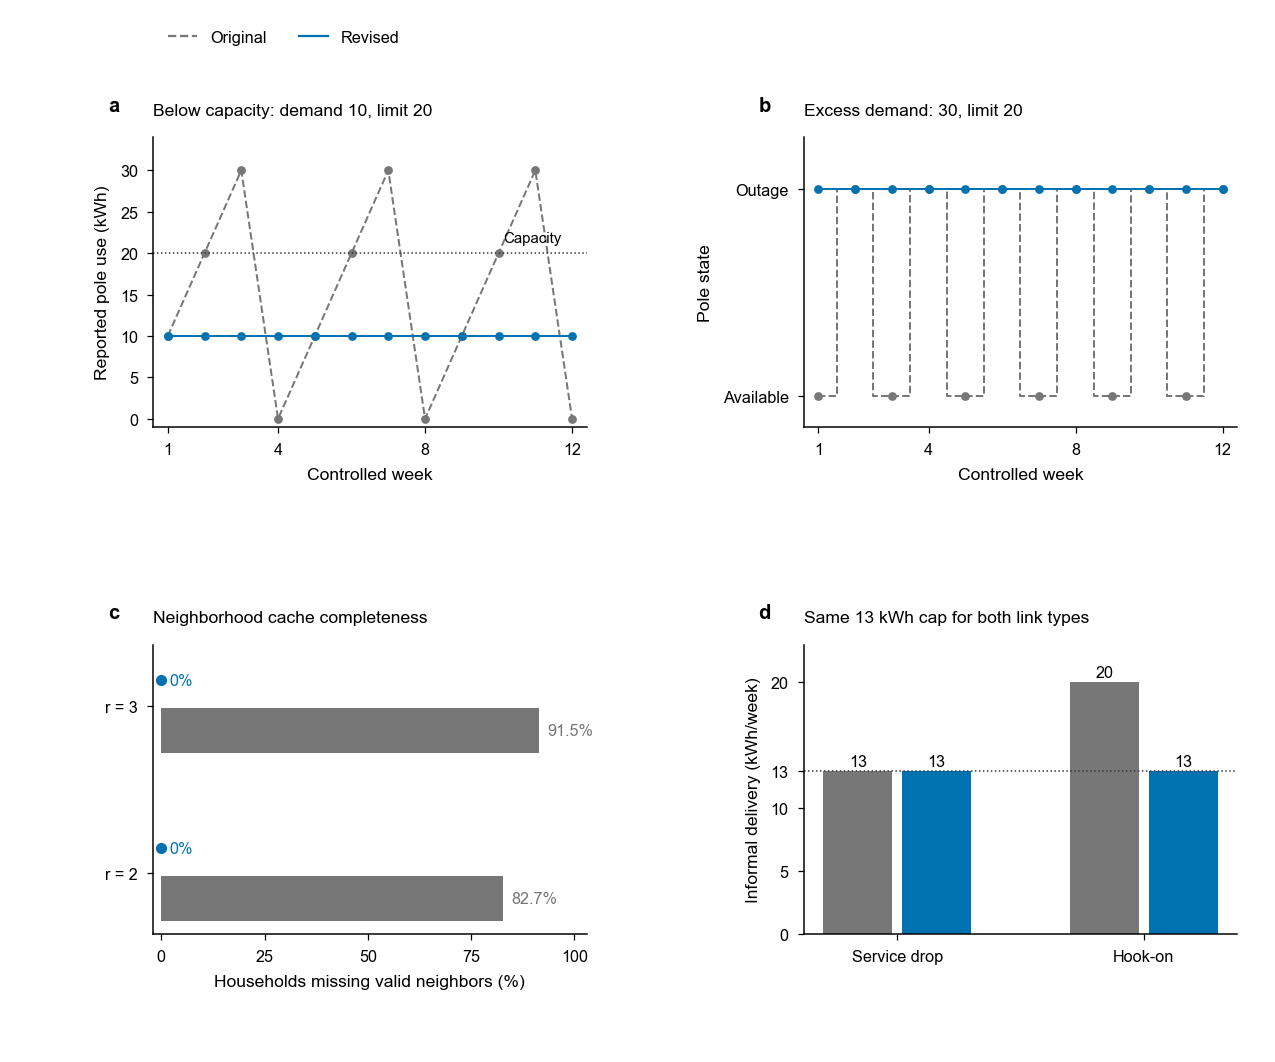 Original
Revised
a
Below capacity: demand 10, limit 20
Reported pole use (kWh)
30
25
20
15
10
5
0
Capacity
1
4
8
12
Controlled week
b
Excess demand: 30, limit 20
Pole state
Outage
Available
1
4
8
12
Controlled week
c
Neighborhood cache completeness
r = 3
0%
91.5%
r = 2
0%
82.7%
0
25
50
75
100
Households missing valid neighbors (%)
d
Same 13 kWh cap for both link types
Informal delivery (kWh/week)
20
13
10
5
0
13
13
20
13
Service drop
Hook-on